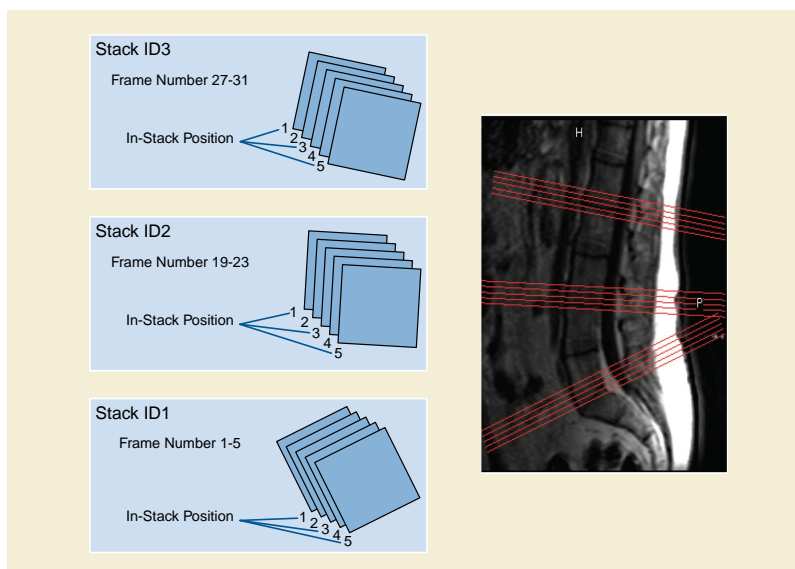 Stack ID3
Frame Number 27-31
In-Stack Position
1
2
3
4
5
Stack ID2
Frame Number 19-23
In-Stack Position
1
2
3
4
5
Stack ID1
Frame Number 1-5
In-Stack Position
1
2
3
4
5
H
P